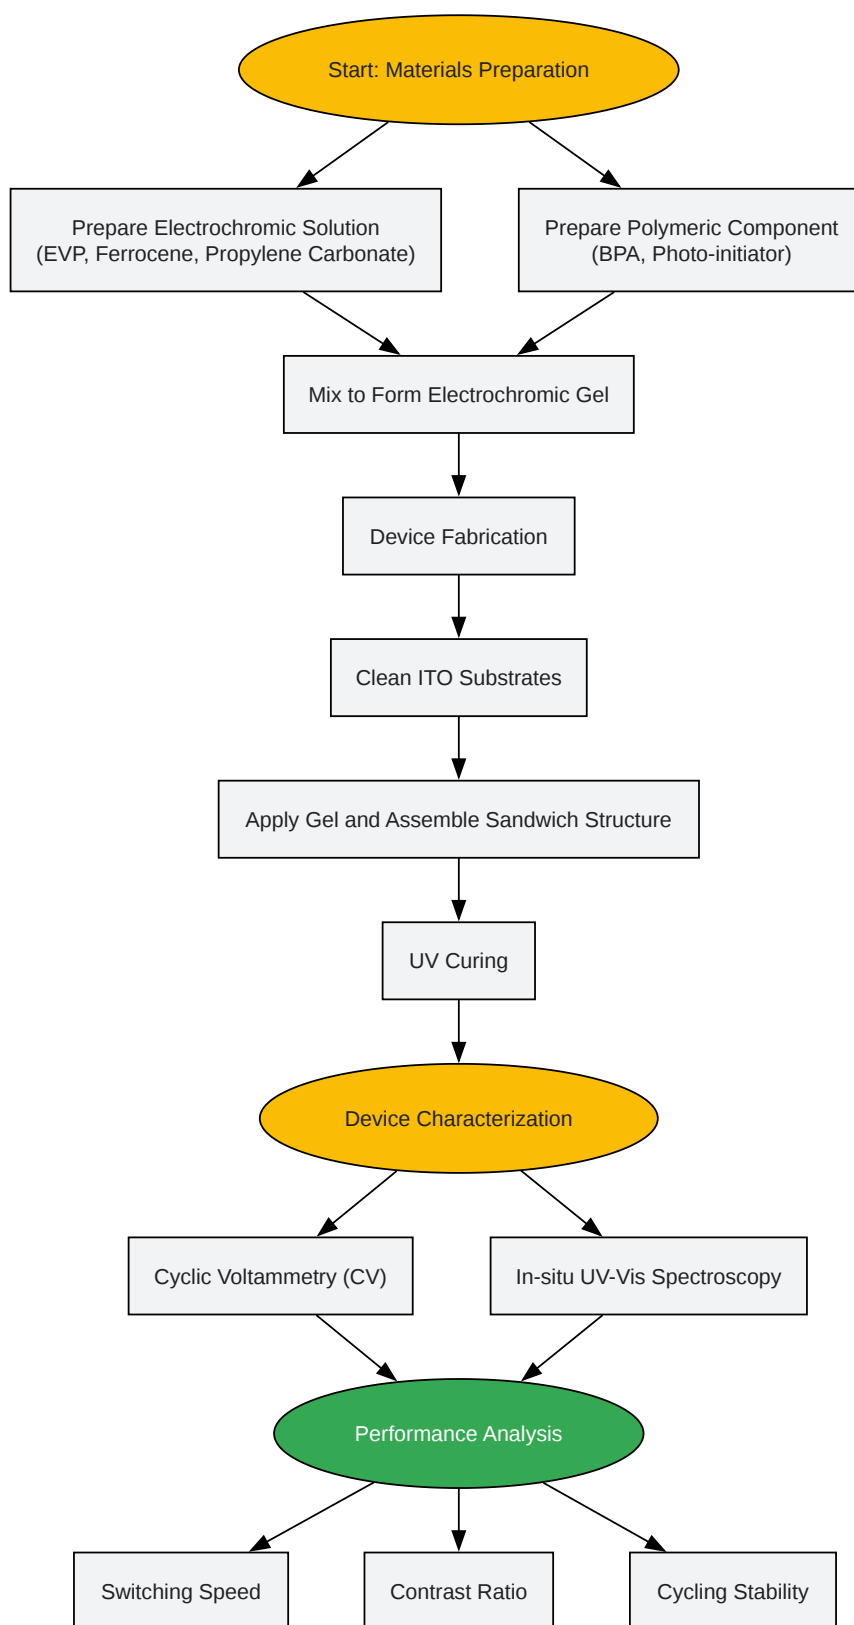 Start: Materials Preparation
Prepare Electrochromic Solution
(EVP, Ferrocene, Propylene Carbonate)
Prepare Polymeric Component
(BPA, Photo-initiator)
Mix to Form Electrochromic Gel
Device Fabrication
Clean ITO Substrates
Apply Gel and Assemble Sandwich Structure
UV Curing
Device Characterization
Cyclic Voltammetry (CV)
In-situ UV-Vis Spectroscopy
Performance Analysis
Switching Speed
Contrast Ratio
Cycling Stability